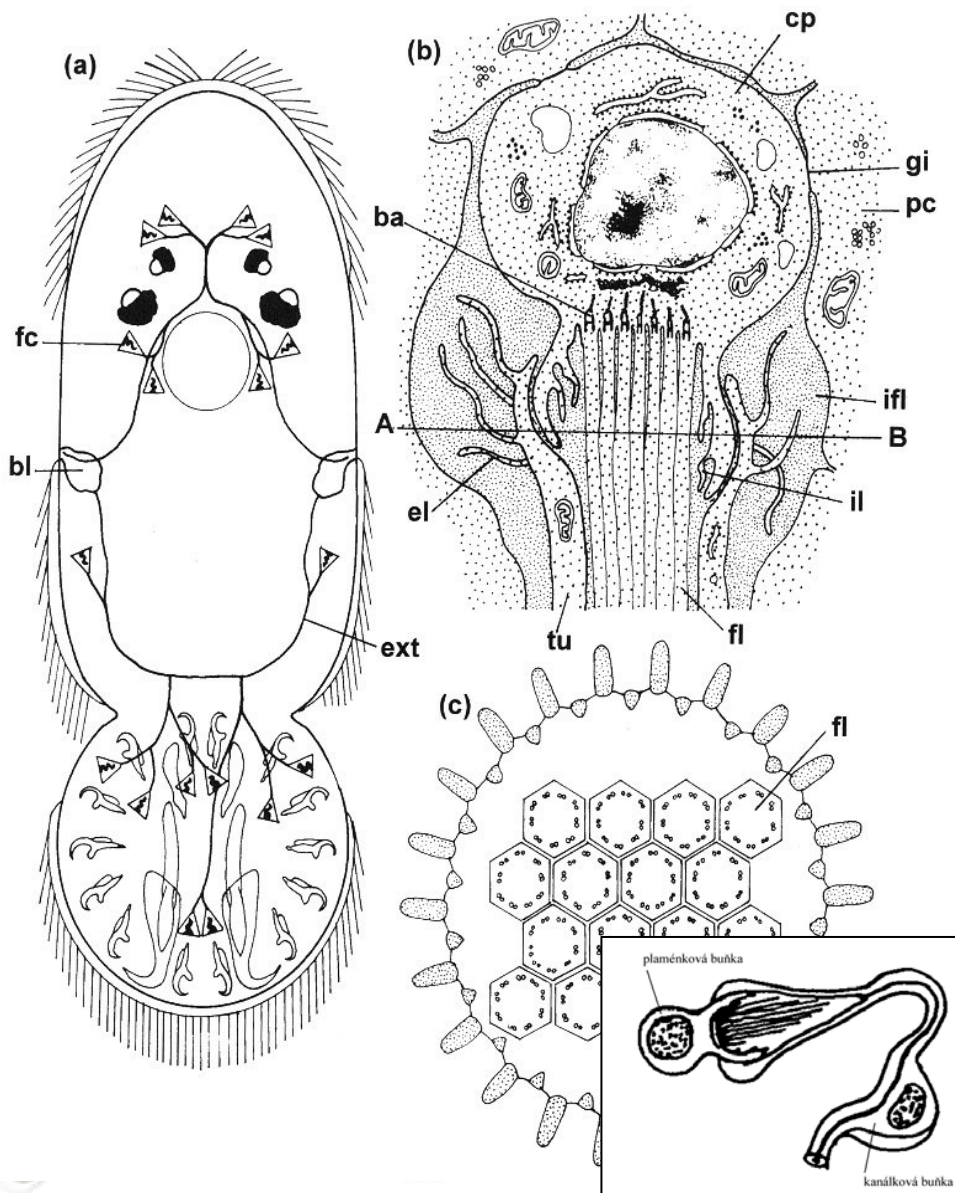 (a)
fc
bl
ext
(b)
cp
gi
pc
ba
ifl
A
B
el
il
tu
fl
(c)
fl
plaménková buňka
kanálková buňka